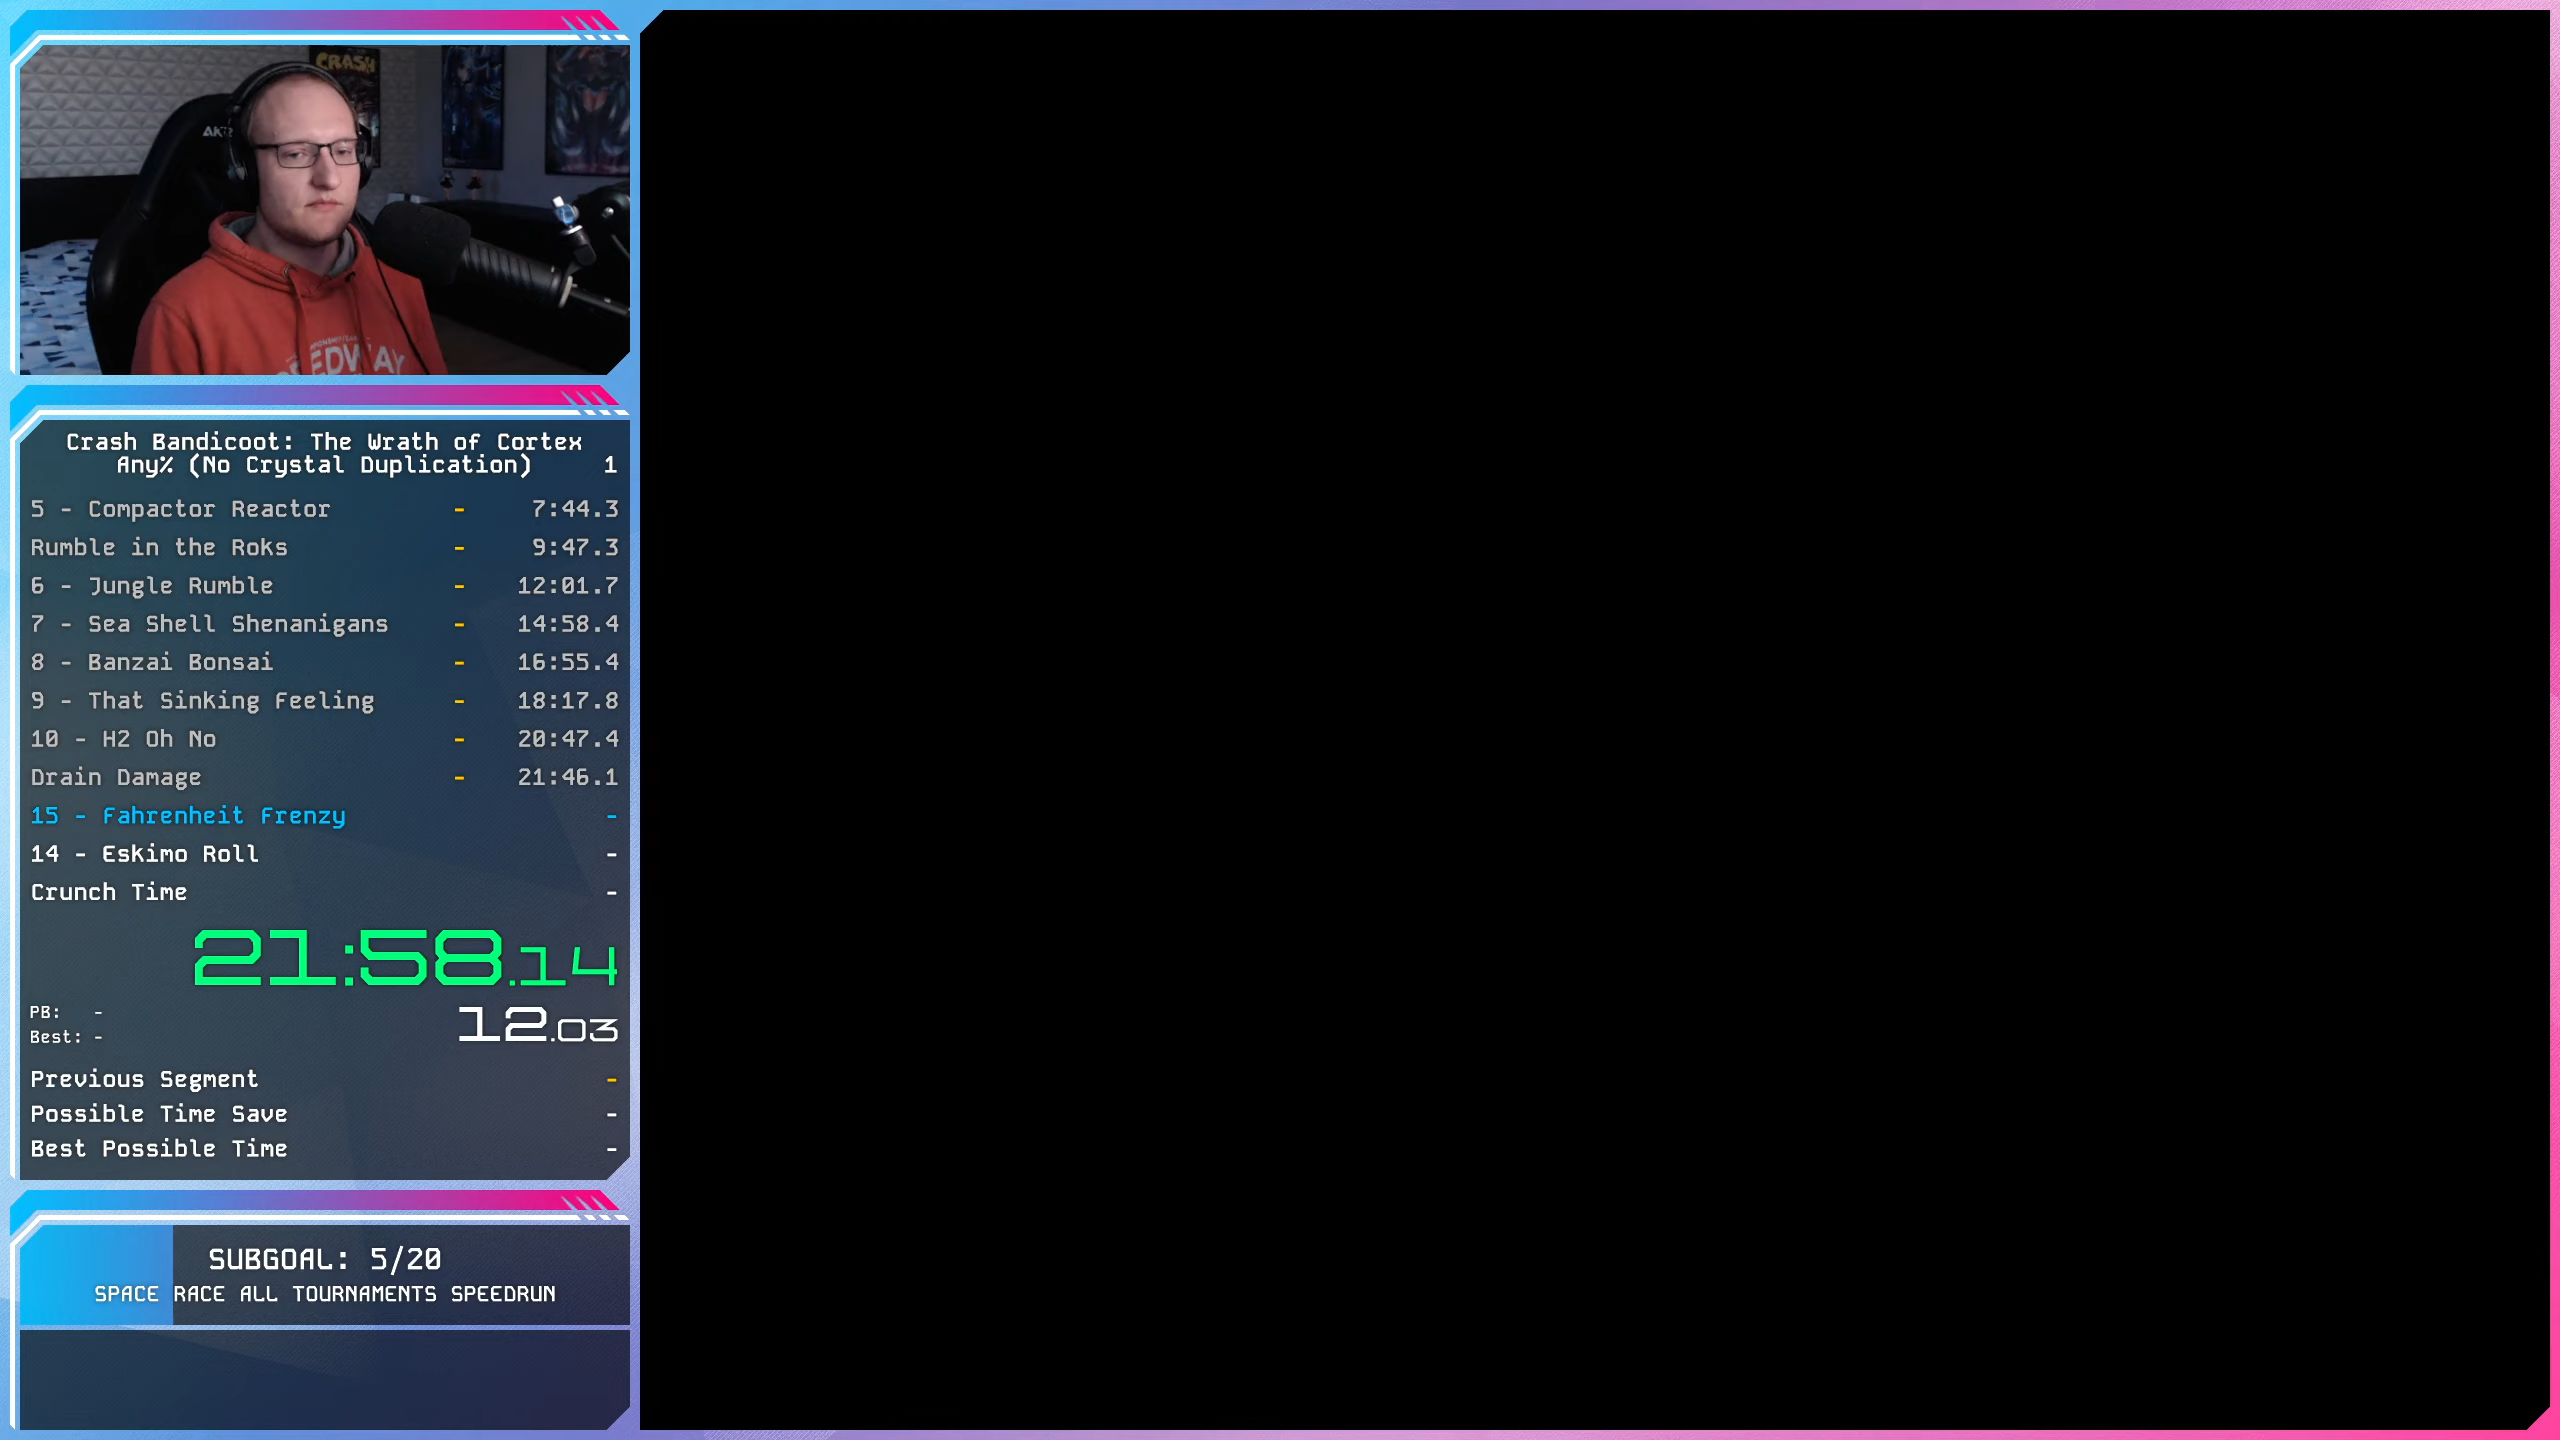 CRASH
AK
EDWAY
Crash Bandicoot: The Wrath of Cortex
Any% (No Crystal Duplication) 1
5 - Compactor Reactor - 7:44.3
Rumble in the Roks - 9:47.3
6 - Jungle Rumble - 12:01.7
7 - Sea Shell Shenanigans - 14:58.4
8 - Banzai Bonsai - 16:55.4
9 - That Sinking Feeling - 18:17.8
10 - H2 Oh No - 20:47.4
Drain Damage - 21:46.1
15 - Fahrenheit Frenzy -
14 - Eskimo Roll -
Crunch Time -
21:58.14
PB: - 12.03
Best: -
Previous Segment -
Possible Time Save -
Best Possible Time -
SUBGOAL: 5/20
SPACE RACE ALL TOURNAMENTS SPEEDRUN